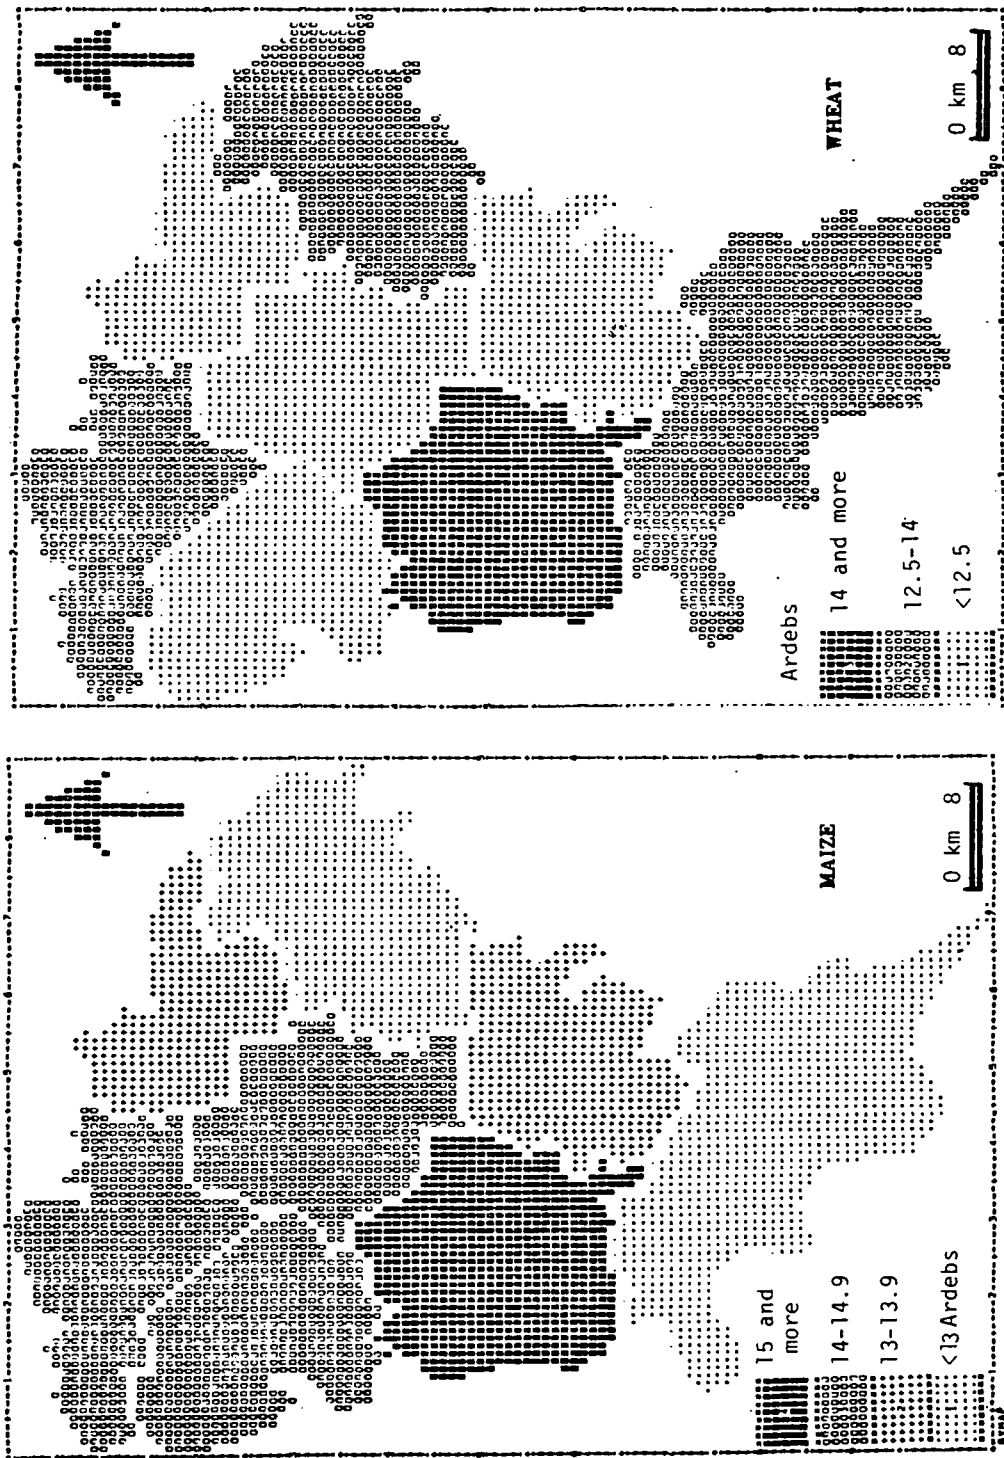 MAIZE
15 and
more
14-14.9
13-13.9
<13 Ardebs
0 km 8
WHEAT
Ardebs
14 and more
12.5-14
<12.5
0 km 8